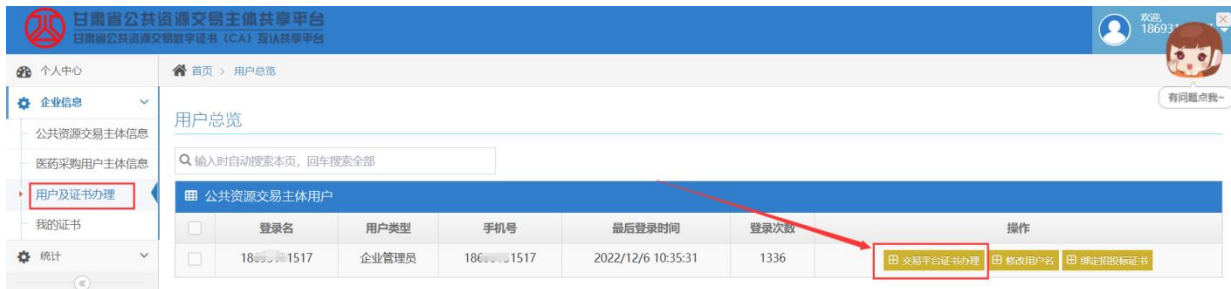 甘肃省公共资源交易主体共享平台
甘肃省公共资源交易数字证书（CA）互认共享平台
欢迎,
18693
个人中心
首页 > 用户总览
有问题点我~
企业信息
公共资源交易主体信息
医药采购用户主体信息
用户及证书办理
我的证书
统计
用户总览
输入时自动搜索本页，回车搜索全部
公共资源交易主体用户
登录名 用户类型 手机号 最后登录时间 登录次数 操作
1517 企业管理员 1517 2022/12/6 10:35:31 1336 交易平台证书办理 修改用户名 绑定招投标证书